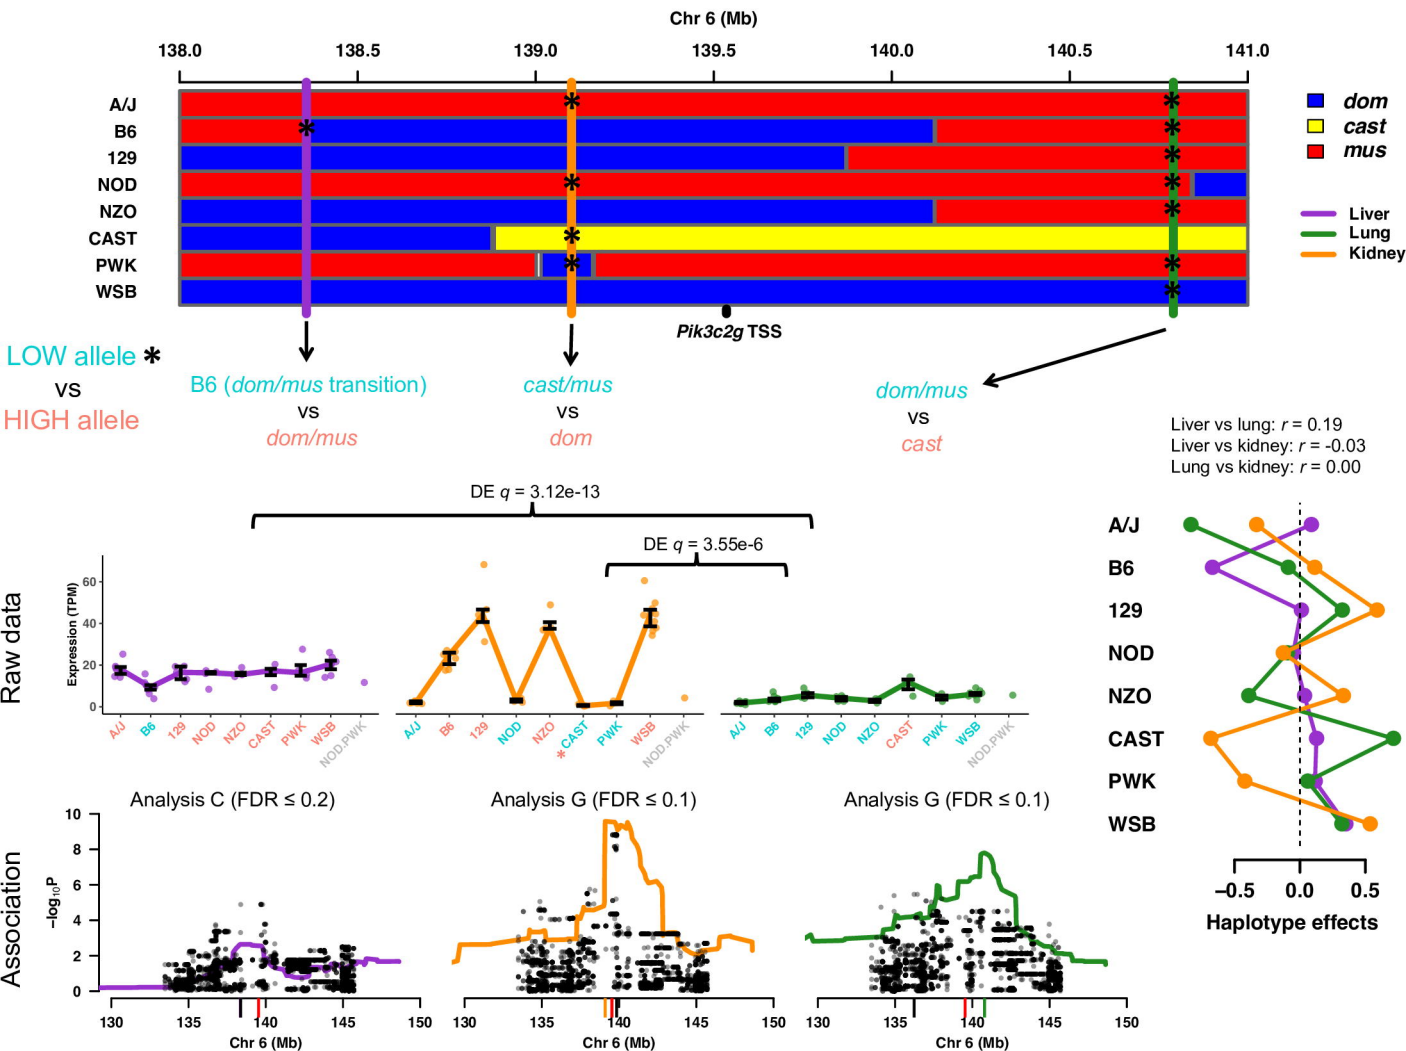 Chr 6 (Mb)
138.0 138.5 139.0 139.5 140.0 140.5 141.0
A/J
B6
129
NOD
NZO
CAST
PWK
WSB
dom
cast
mus
Liver
Lung
Kidney
Pik3c2g TSS
LOW allele *
vs
HIGH allele
B6 (dom/mus transition)
vs
dom/mus
cast/mus
vs
dom
dom/mus
vs
cast
Liver vs lung: r = 0.19
Liver vs kidney: r = -0.03
Lung vs kidney: r = 0.00
DE q = 3.12e-13
DE q = 3.55e-6
Raw data
Expression (TPM)
60
40
20
0
A/J B6 129 NOD NZO CAST PWK WSB NOD.PWK
A/J B6 129 NOD NZO *CAST PWK WSB NOD.PWK
A/J B6 129 NOD NZO CAST PWK WSB NOD.PWK
A/J
B6
129
NOD
NZO
CAST
PWK
WSB
−0.5 0.0 0.5
Haplotype effects
Association
Analysis C (FDR ≤ 0.2)
Analysis G (FDR ≤ 0.1)
Analysis G (FDR ≤ 0.1)
−log10P
10
8
6
4
2
0
130 135 140 145 150
Chr 6 (Mb)
130 135 140 145 150
Chr 6 (Mb)
130 135 140 145 150
Chr 6 (Mb)